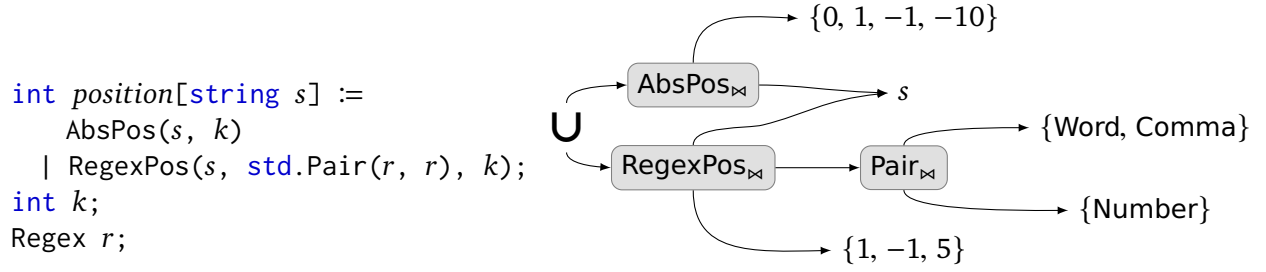 int position[string s] :=
AbsPos(s, k)
| RegexPos(s, std.Pair(r, r), k);
int k;
Regex r;
{0, 1, −1, −10}
AbsPos⋈
s
∪
{Word, Comma}
RegexPos⋈
Pair⋈
{Number}
{1, −1, 5}